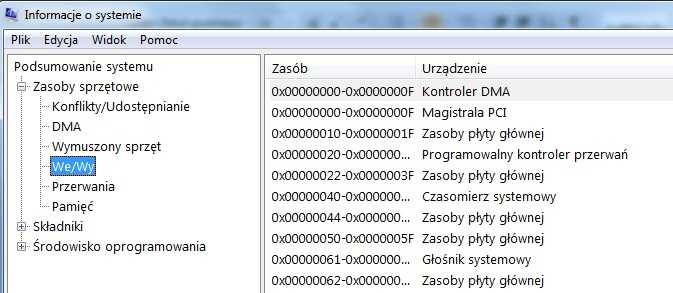 Informacje o systemie
Plik Edycja Widok Pomoc
Podsumowanie systemu
Zasoby sprzętowe
Konflikty/Udostępnianie
DMA
Wymuszony sprzęt
We/Wy
Przerwania
Pamięć
Składniki
Środowisko oprogramowania
Zasób Urządzenie
0x00000000-0x0000000F Kontroler DMA
0x00000000-0x0000000F Magistrala PCI
0x00000010-0x0000001F Zasoby płyty głównej
0x00000020-0x000000... Programowalny kontroler przerwań
0x00000022-0x0000003F Zasoby płyty głównej
0x00000040-0x000000... Czasomierz systemowy
0x00000044-0x000000... Zasoby płyty głównej
0x00000050-0x0000005F Zasoby płyty głównej
0x00000061-0x000000... Głośnik systemowy
0x00000062-0x000000... Zasoby płyty głównej